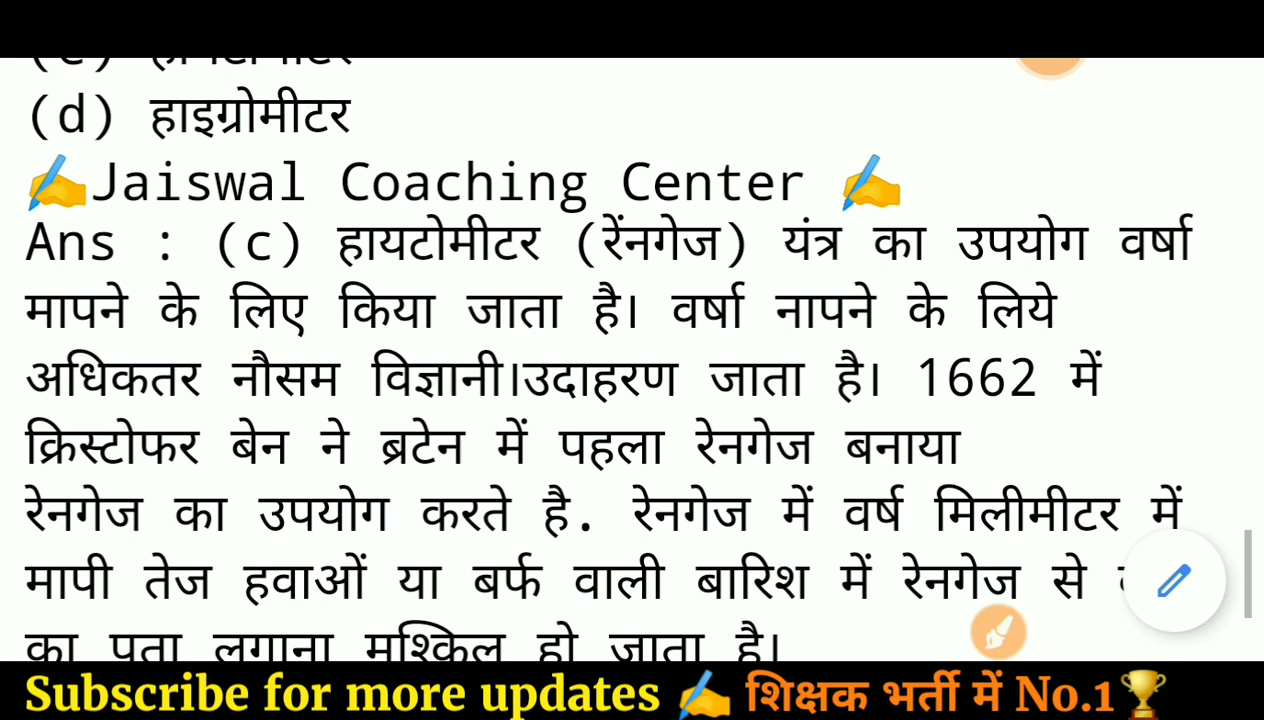 (d) हाइग्रोमीटर
✍️Jaiswal Coaching Center ✍️
Ans : (c) हायटोमीटर (रेंनगेज) यंत्र का उपयोग वर्षा
मापने के लिए किया जाता है। वर्षा नापने के लिये
अधिकतर नौसम विज्ञानी।उदाहरण जाता है। 1662 में
क्रिस्टोफर बेन ने ब्रटेन में पहला रेनगेज बनाया
रेनगेज का उपयोग करते है. रेनगेज में वर्ष मिलीमीटर में
मापी तेज हवाओं या बर्फ वाली बारिश में रेनगेज से
का पता लगाना मुश्किल हो जाता है।
Subscribe for more updates ✍️ शिक्षक भर्ती में No.1🏆